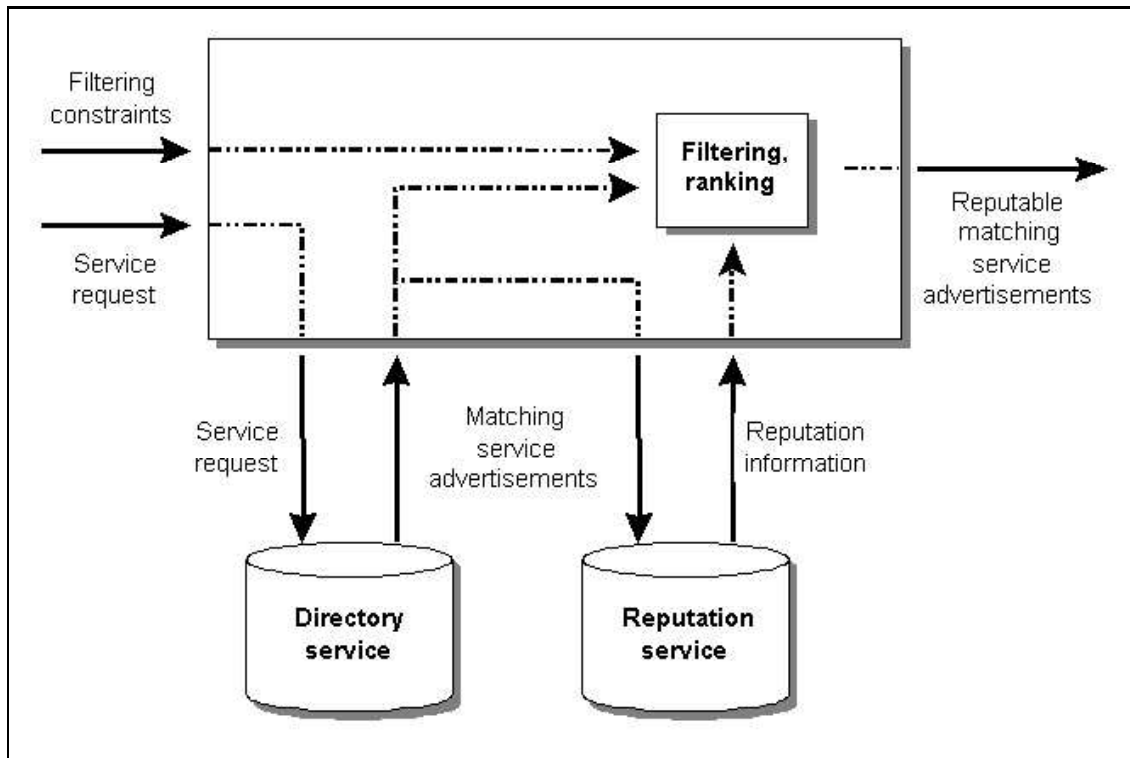 Filtering
constraints
Filtering,
ranking
Service
request
Reputable
matching
service
advertisements
Service
request
Matching
service
advertisements
Reputation
information
Directory
service
Reputation
service